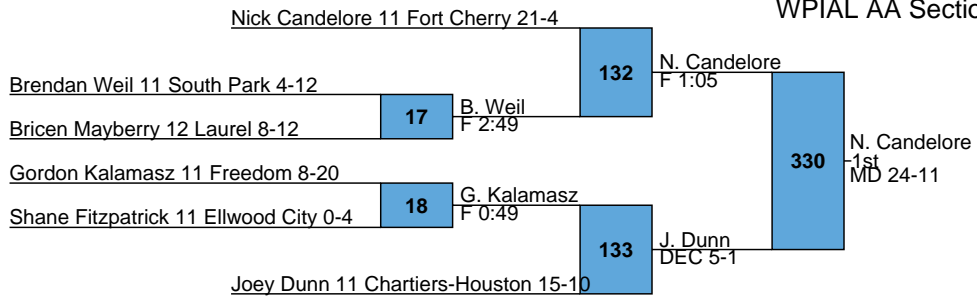 WPIAL AA Sectio
Nick Candelore 11 Fort Cherry 21-4
132
N. Candelore
F 1:05
Brendan Weil 11 South Park 4-12
17
B. Weil
F 2:49
Bricen Mayberry 12 Laurel 8-12
330
N. Candelore
1st
MD 24-11
Gordon Kalamasz 11 Freedom 8-20
18
G. Kalamasz
F 0:49
Shane Fitzpatrick 11 Ellwood City 0-4
133
J. Dunn
DEC 5-1
Joey Dunn 11 Chartiers-Houston 15-10